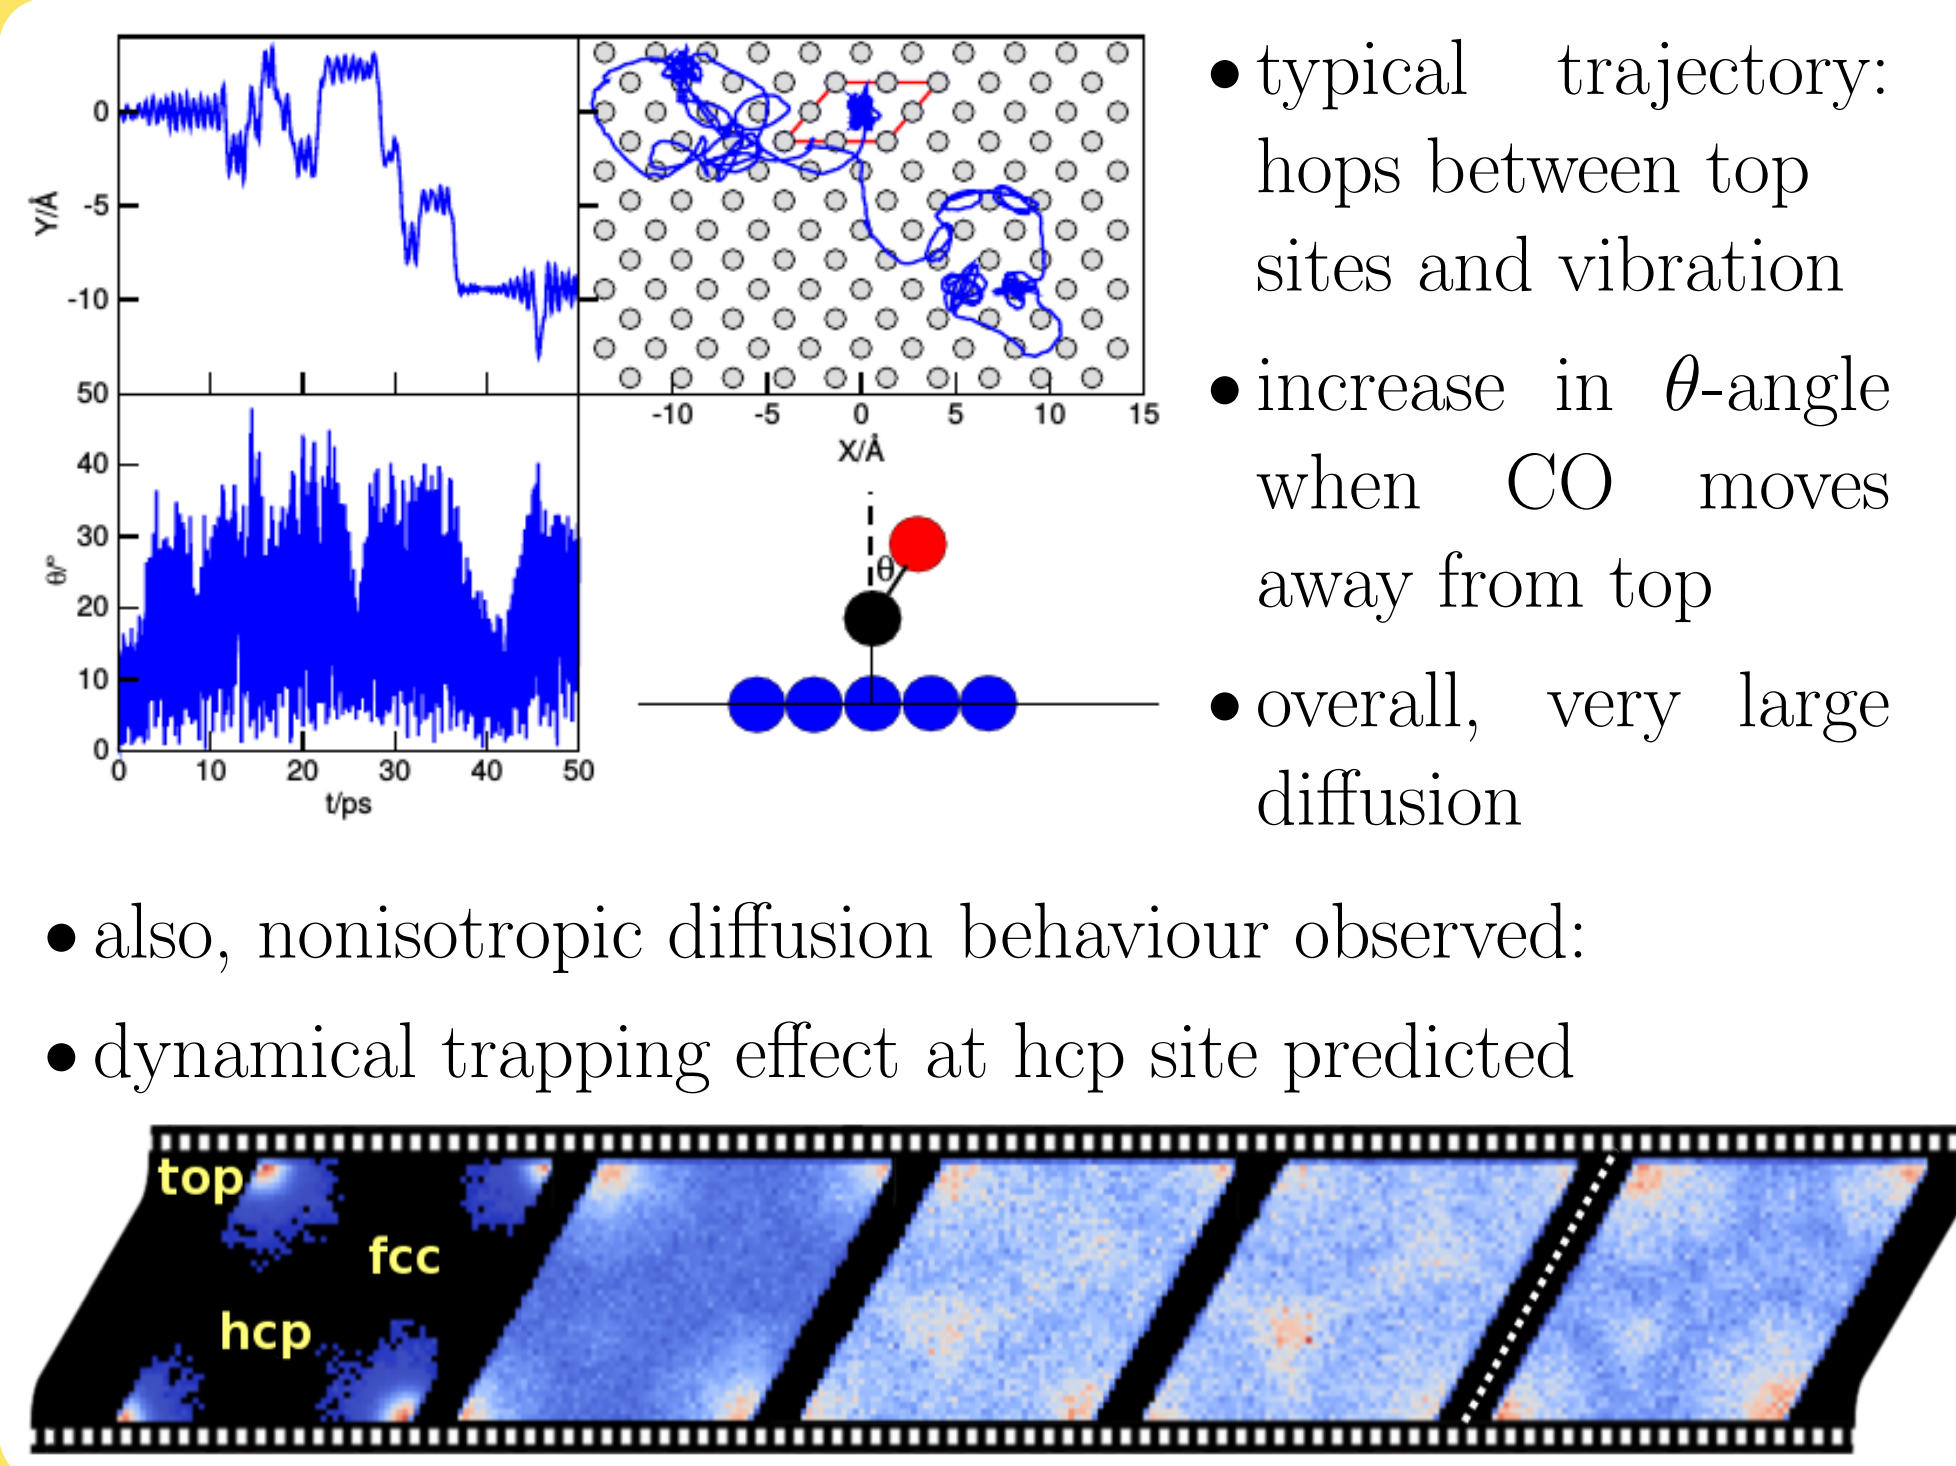 0
-5
-10
Y/Å
-10 -5 0 5 10 15
X/Å
50
40
30
20
10
0
θ/°
0 10 20 30 40 50
t/ps
θ
• typical trajectory:
hops between top
sites and vibration
• increase in θ-angle
when CO moves
away from top
• overall, very large
diffusion
• also, nonisotropic diffusion behaviour observed:
• dynamical trapping effect at hcp site predicted
top
fcc
hcp